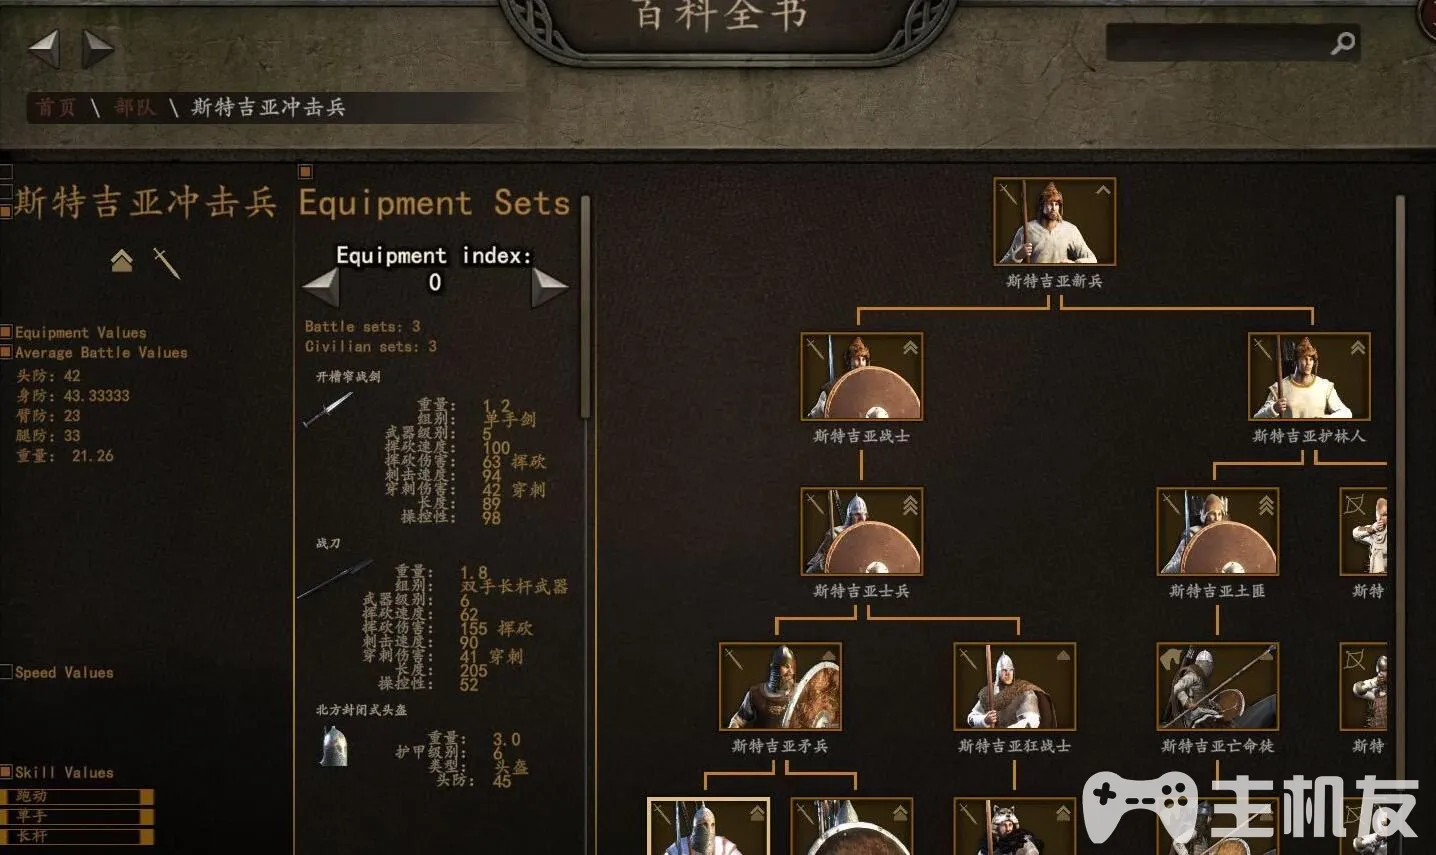 百科全书
首页 \ 部队 \ 斯特吉亚冲击兵
斯特吉亚冲击兵
Equipment Values
Average Battle Values
头防: 42
身防: 43.33333
臂防: 23
腿防: 33
重量: 21.26
Speed Values
Skill Values
跑动
单手
长杆
Equipment Sets
Equipment index:
0
Battle sets: 3
Civilian sets: 3
开槽窄战剑
重量: 1.2
组别: 单手剑
武器级别: 5
挥砍速度: 100
挥砍伤害: 63 挥砍
刺击速度: 94
穿刺伤害: 42 穿刺
长度: 89
操控性: 98
战刀
重量: 1.8
组别: 双手长杆武器
武器级别: 6
挥砍速度: 62
挥砍伤害: 155 挥砍
刺击速度: 90
穿刺伤害: 41 穿刺
长度: 205
操控性: 52
北方封闭式头盔
重量: 3.0
护甲级别: 6
类型: 头盔
头防: 45
斯特吉亚新兵
斯特吉亚战士
斯特吉亚护林人
斯特吉亚士兵
斯特吉亚土匪
斯特
斯特吉亚矛兵
斯特吉亚狂战士
斯特吉亚亡命徒
斯特
主机友